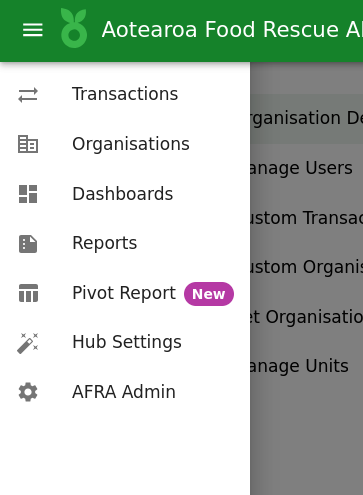 Aotearoa Food Rescue
Transactions
Organisations
Dashboards
Reports
Pivot Report New
Hub Settings
AFRA Admin
rganisation De
anage Users
ustom Transac
ustom Organis
et Organisatio
anage Units